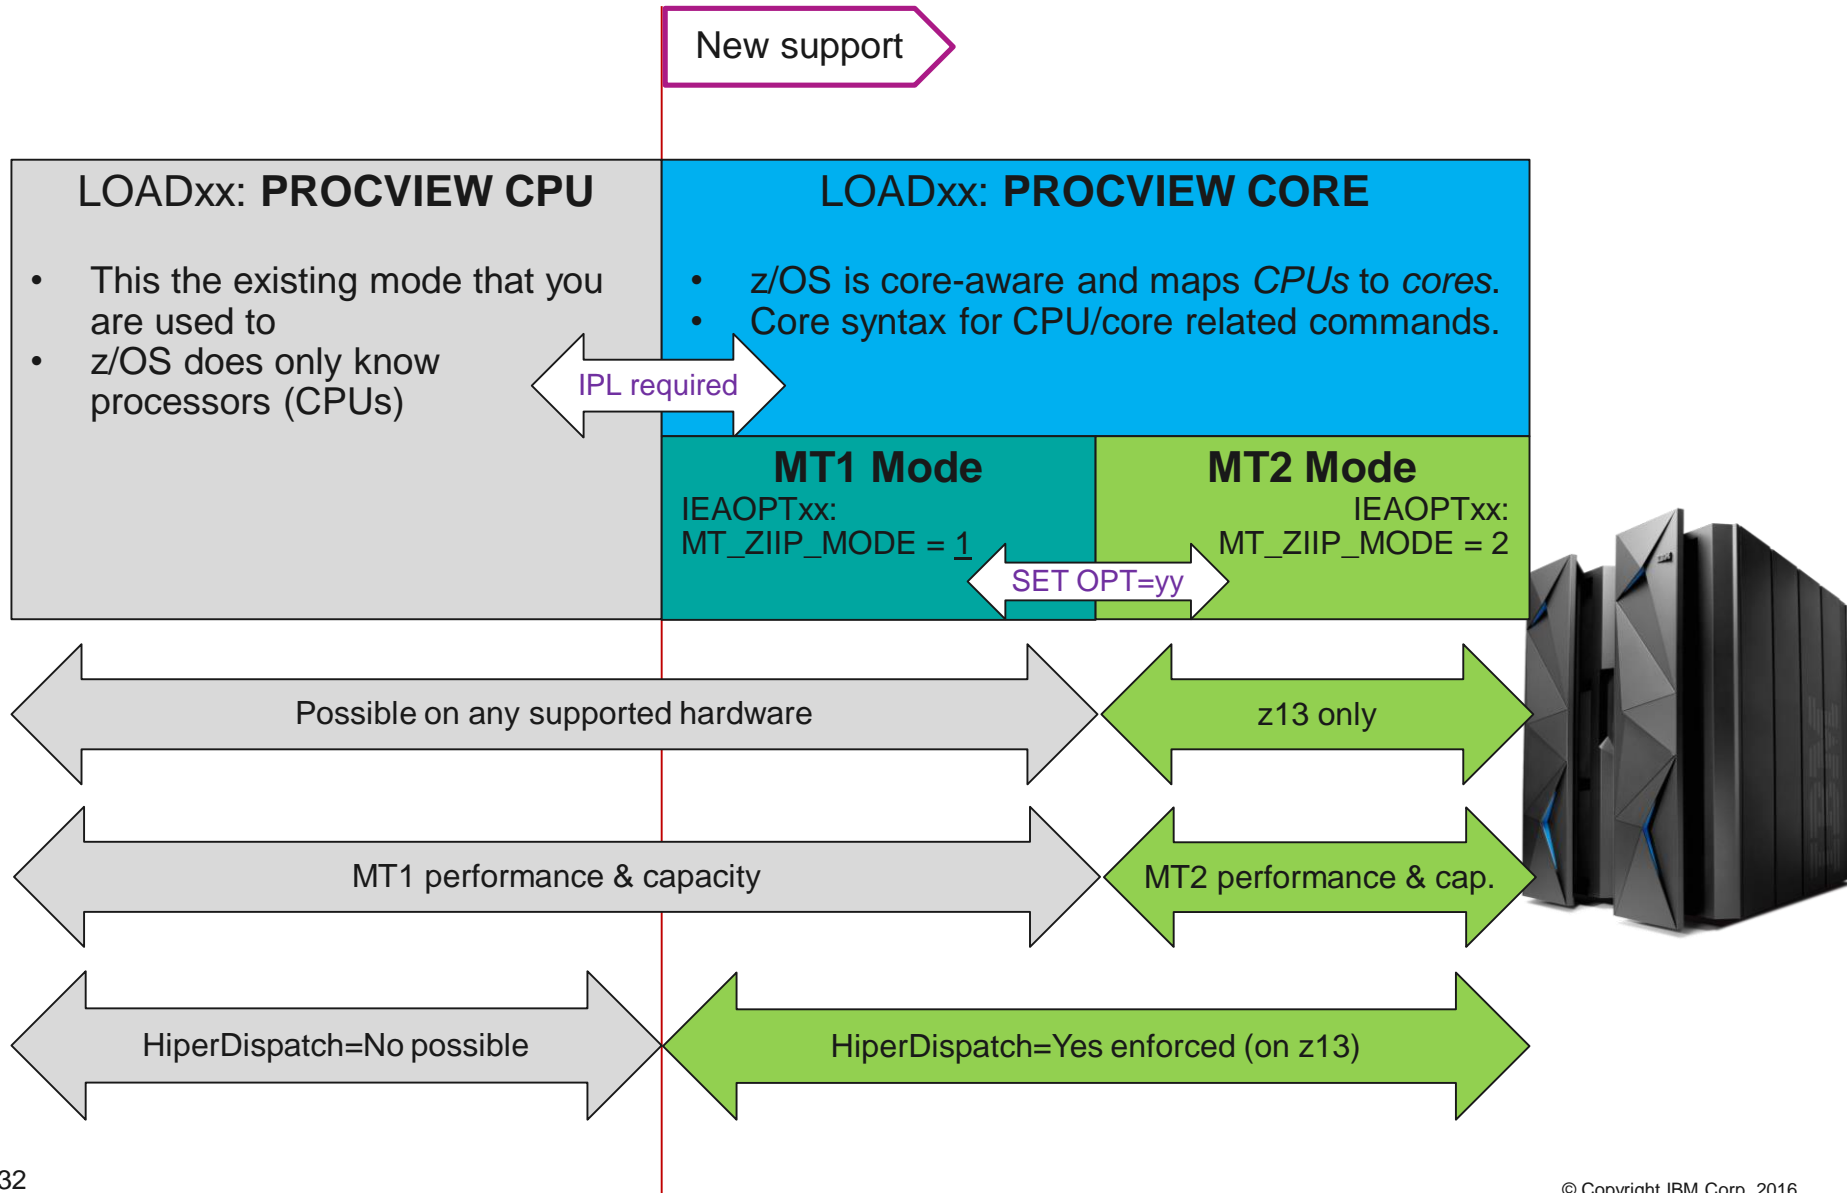 New support
LOADxx: PROCVIEW CPU
• This the existing mode that you
are used to
• z/OS does only know
processors (CPUs)
LOADxx: PROCVIEW CORE
• z/OS is core-aware and maps CPUs to cores.
• Core syntax for CPU/core related commands.
IPL required
MT1 Mode
IEAOPTxx:
MT_ZIIP_MODE = 1
MT2 Mode
IEAOPTxx:
MT_ZIIP_MODE = 2
SET OPT=yy
Possible on any supported hardware
z13 only
MT1 performance & capacity
MT2 performance & cap.
HiperDispatch=No possible
HiperDispatch=Yes enforced (on z13)
32
© Copyright IBM Corp. 2016